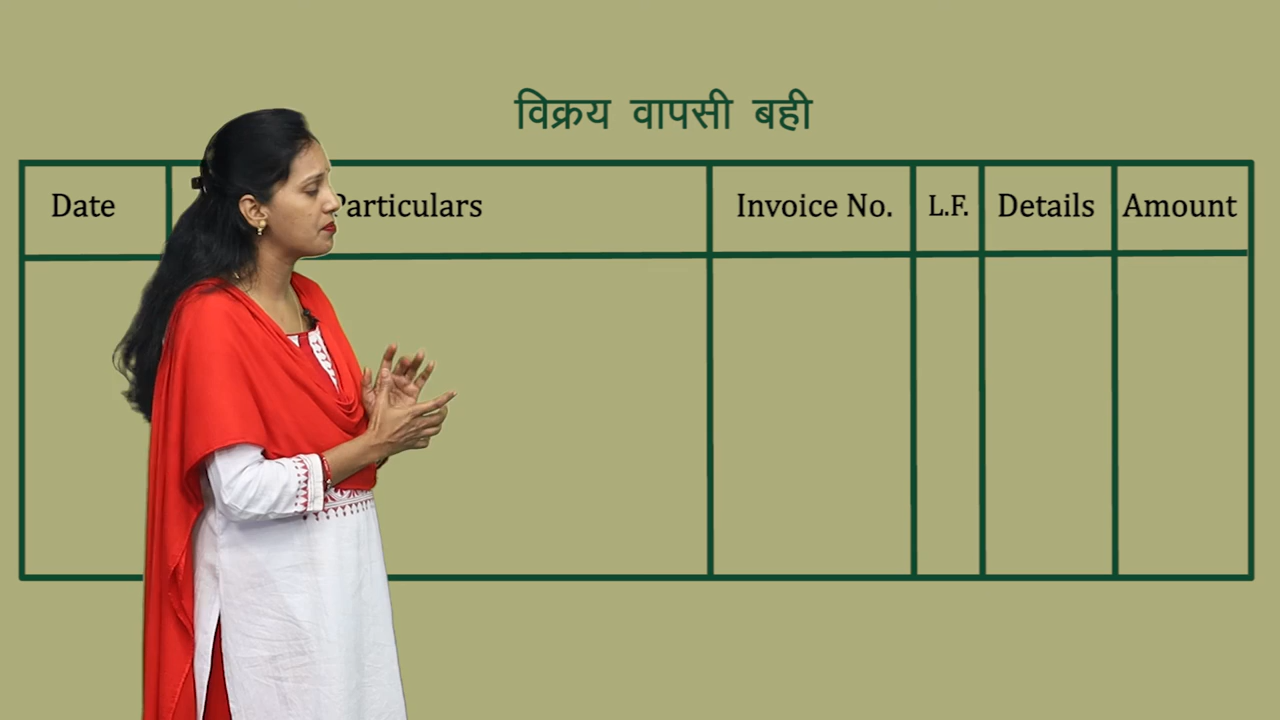 विक्रय वापसी बही
Date Particulars Invoice No. L.F. Details Amount